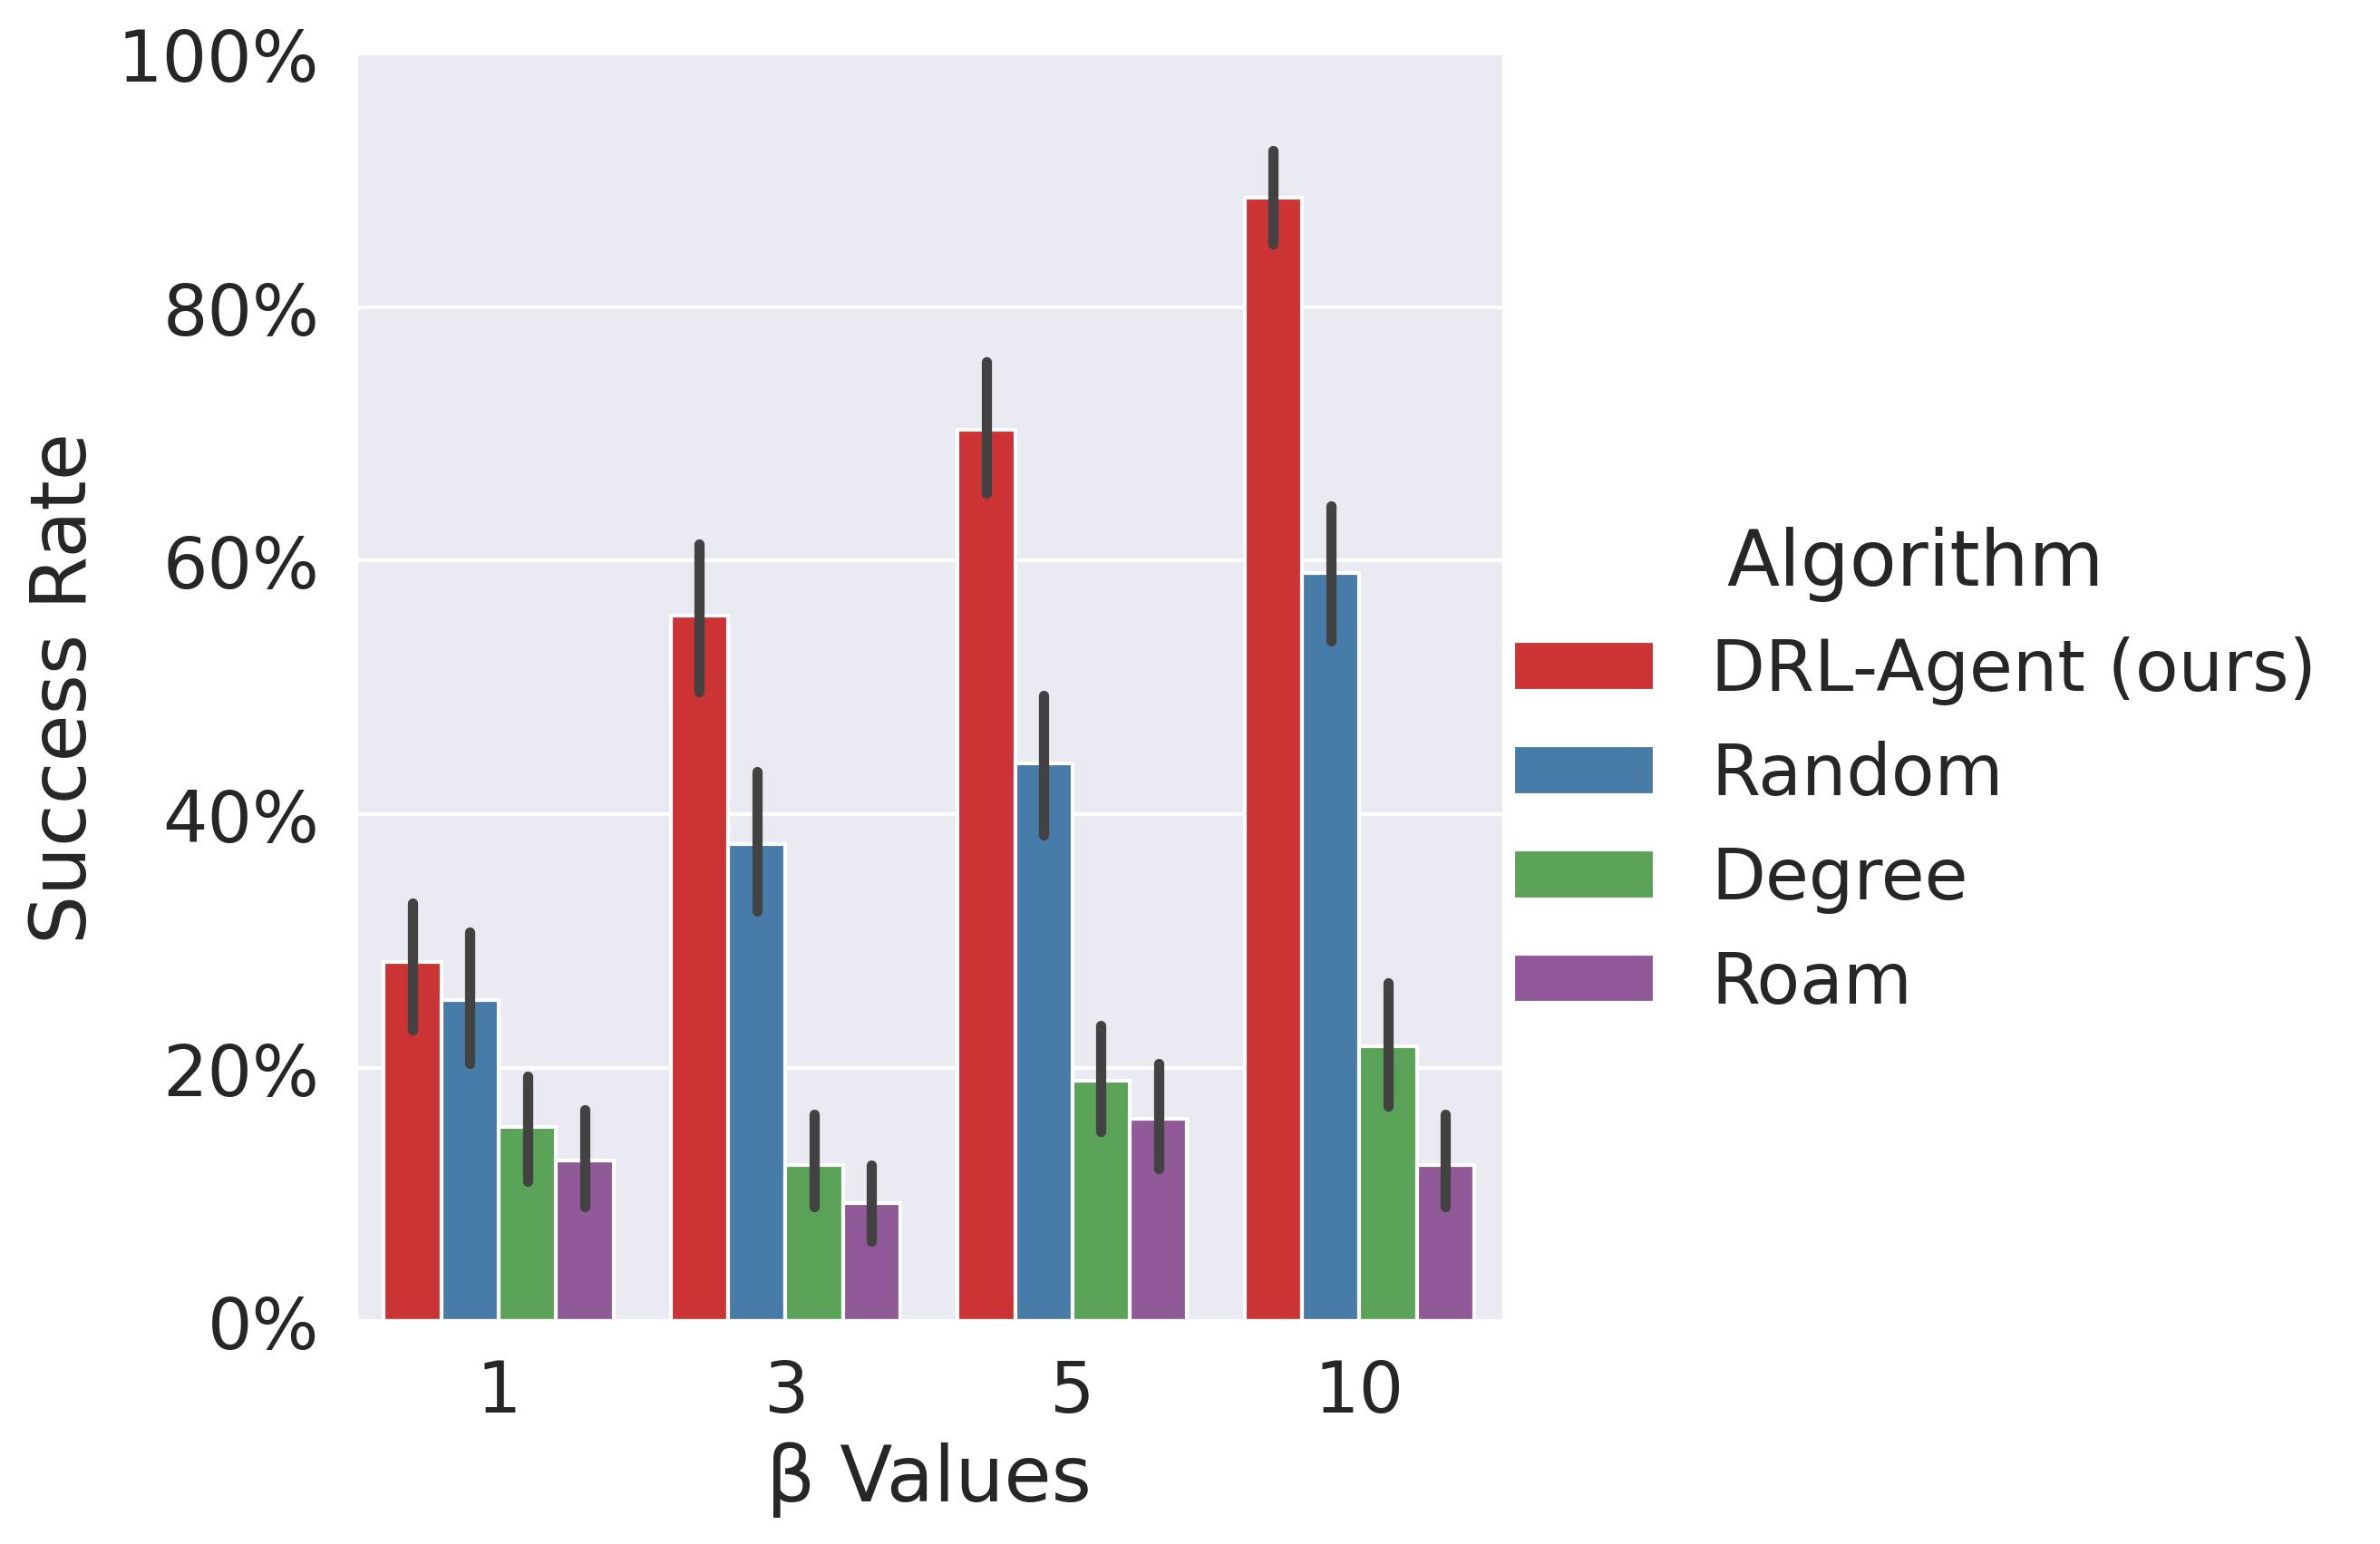 100%
80%
60%
40%
20%
0%
Success Rate
1 3 5 10
β Values
Algorithm
DRL-Agent (ours)
Random
Degree
Roam